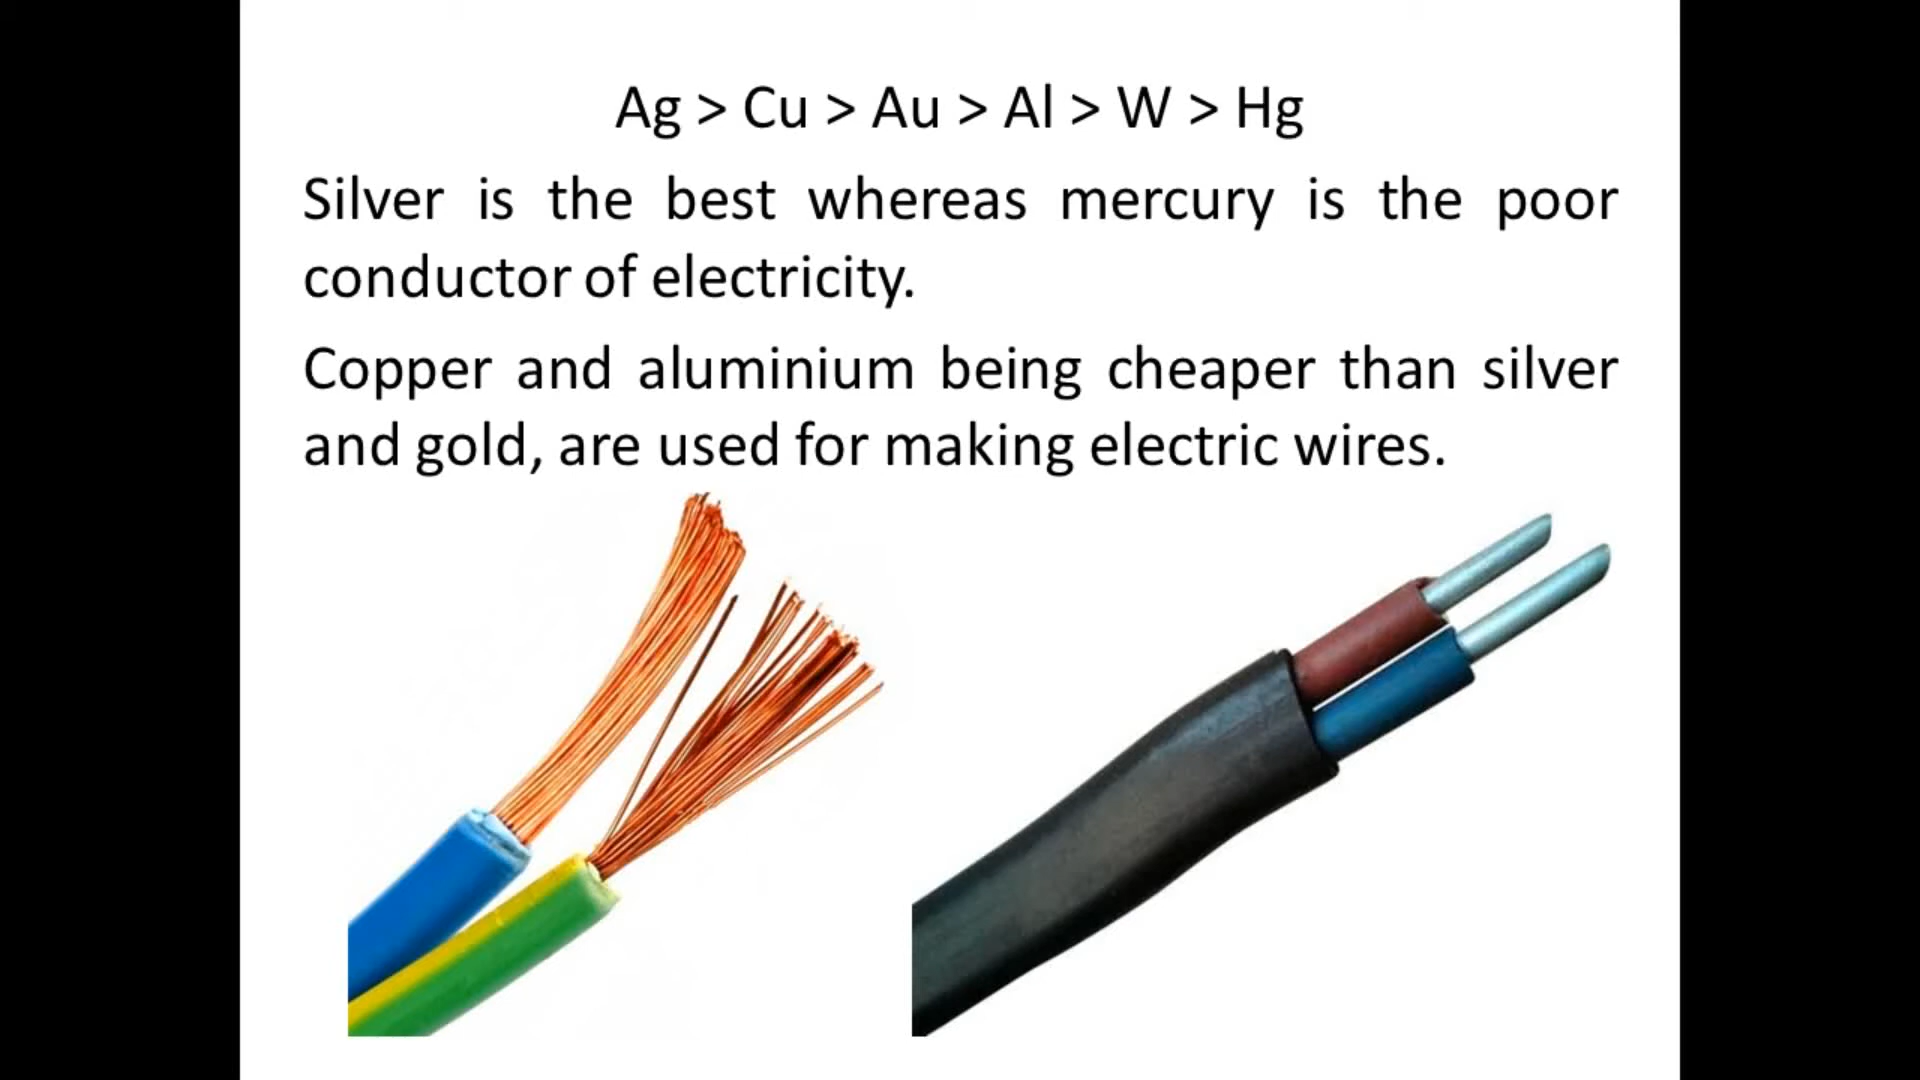 Ag > Cu > Au > Al > W > Hg
Silver is the best whereas mercury is the poor
conductor of electricity.
Copper and aluminium being cheaper than silver
and gold, are used for making electric wires.